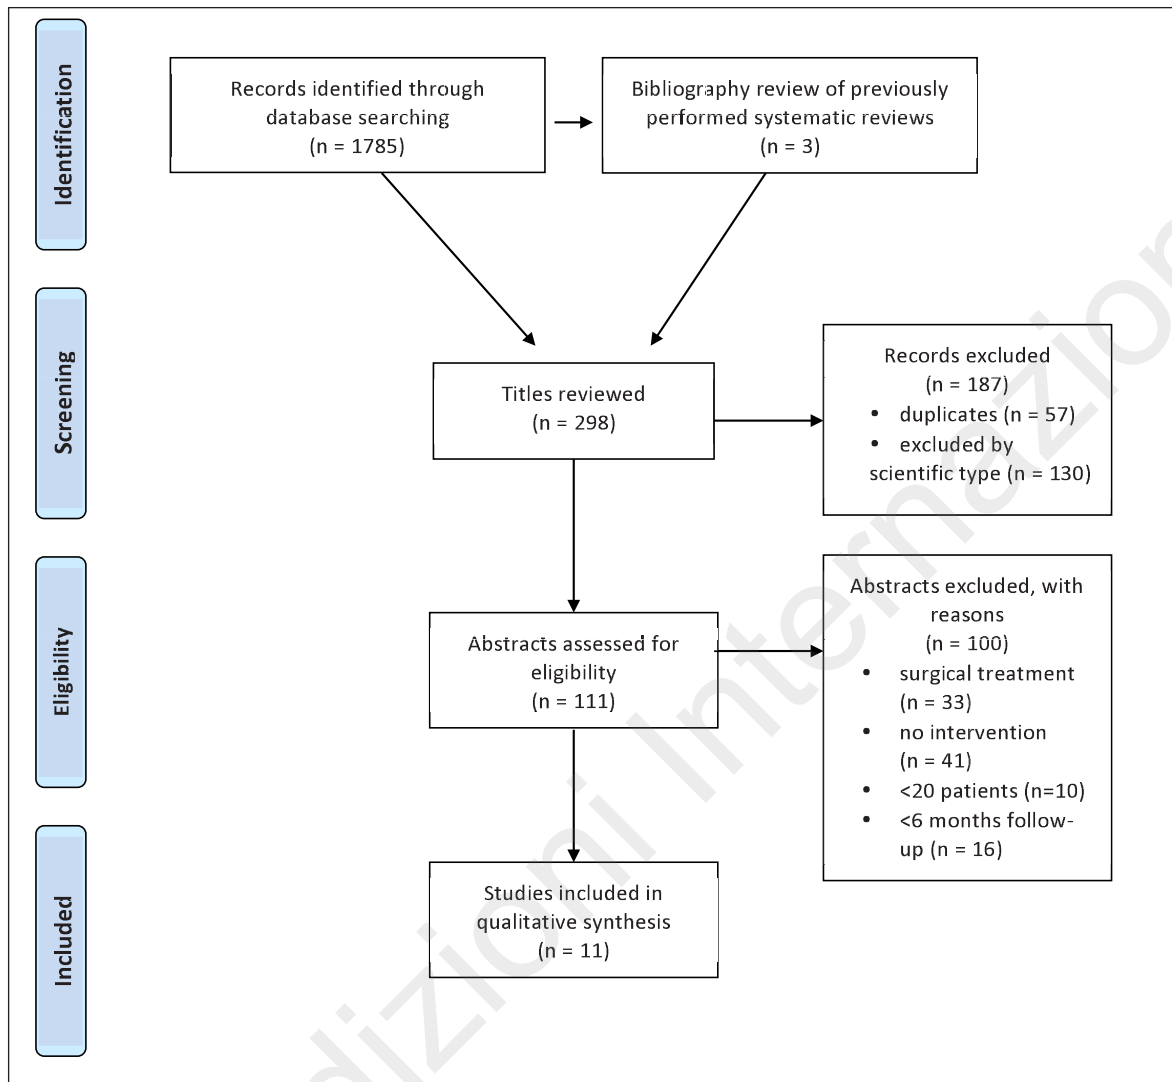 Identification
Records identified through
database searching
(n = 1785)
Bibliography review of previously
performed systematic reviews
(n = 3)
Screening
Titles reviewed
(n = 298)
Records excluded
(n = 187)
• duplicates (n = 57)
• excluded by
scientific type (n = 130)
Eligibility
Abstracts assessed for
eligibility
(n = 111)
Abstracts excluded, with
reasons
(n = 100)
• surgical treatment
(n = 33)
• no intervention
(n = 41)
• <20 patients (n=10)
• <6 months follow-
up (n = 16)
Included
Studies included in
qualitative synthesis
(n = 11)
dizioni Internazion